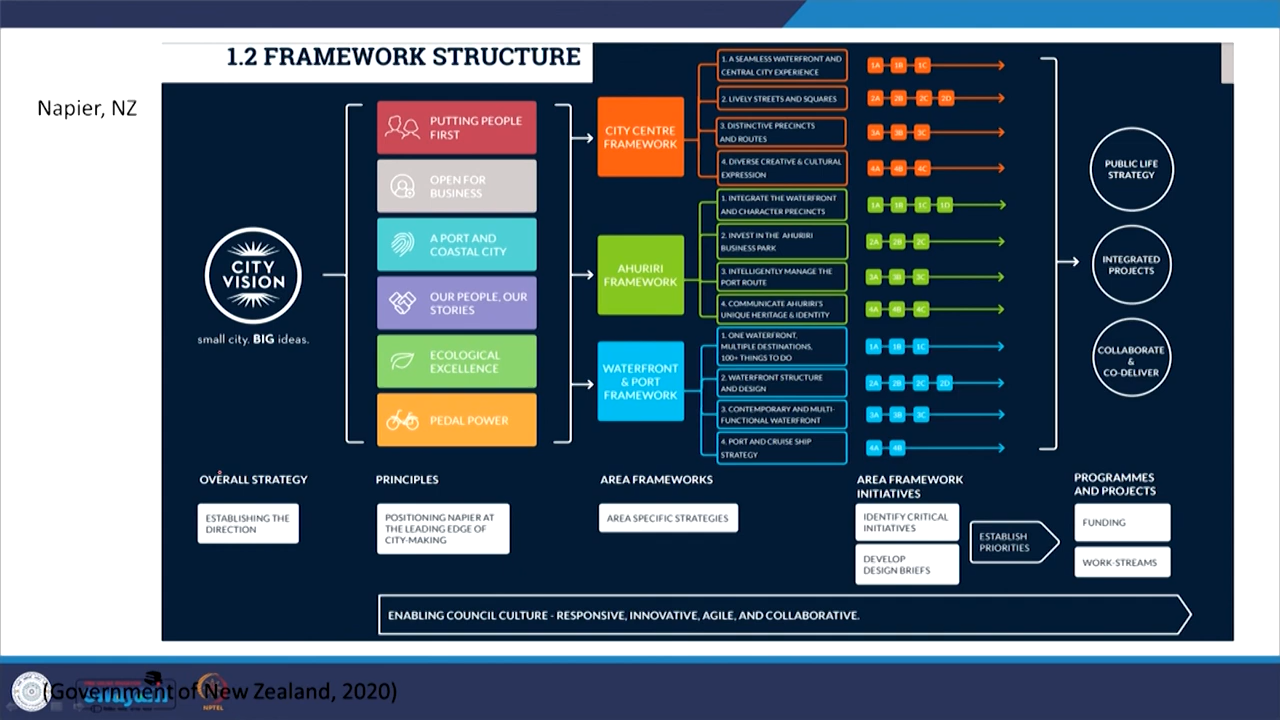 1.2 FRAMEWORK STRUCTURE
Napier, NZ
CITY
VISION
small city. BIG ideas.
PUTTING PEOPLE
FIRST
OPEN FOR
BUSINESS
A PORT AND
COASTAL CITY
OUR PEOPLE, OUR
STORIES
ECOLOGICAL
EXCELLENCE
PEDAL POWER
CITY CENTRE
FRAMEWORK
1. A SEAMLESS WATERFRONT AND
CENTRAL CITY EXPERIENCE
1A 1B 1C
2. LIVELY STREETS AND SQUARES
2A 2B 2C 2D
3. DISTINCTIVE PRECINCTS
AND ROUTES
3A 3B 3C
4. DIVERSE CREATIVE & CULTURAL
EXPRESSION
4A 4B 4C
AHURIRI
FRAMEWORK
1. INTEGRATE THE WATERFRONT
AND CHARACTER PRECINCTS
1A 1B 1C 1D
2. INVEST IN THE AHURIRI
BUSINESS PARK
2A 2B 2C
3. INTELLIGENTLY MANAGE THE
PORT ROUTE
3A 3B 3C
4. COMMUNICATE AHURIRI'S
UNIQUE HERITAGE & IDENTITY
4A 4B 4C
WATERFRONT
& PORT
FRAMEWORK
1. ONE WATERFRONT,
MULTIPLE DESTINATIONS,
100+ THINGS TO DO
1A 1B 1C
2. WATERFRONT STRUCTURE
AND DESIGN
2A 2B 2C 2D
3. CONTEMPORARY AND MULTI-
FUNCTIONAL WATERFRONT
3A 3B 3C
4. PORT AND CRUISE SHIP
STRATEGY
4A 4B
PUBLIC LIFE
STRATEGY
INTEGRATED
PROJECTS
COLLABORATE
&
CO-DELIVER
OVERALL STRATEGY
ESTABLISHING THE
DIRECTION
PRINCIPLES
POSITIONING NAPIER AT
THE LEADING EDGE OF
CITY-MAKING
AREA FRAMEWORKS
AREA SPECIFIC STRATEGIES
AREA FRAMEWORK
INITIATIVES
IDENTIFY CRITICAL
INITIATIVES
DEVELOP
DESIGN BRIEFS
ESTABLISH
PRIORITIES
PROGRAMMES
AND PROJECTS
FUNDING
WORK-STREAMS
ENABLING COUNCIL CULTURE - RESPONSIVE, INNOVATIVE, AGILE, AND COLLABORATIVE.
(Government of New Zealand, 2020)
swayam
NPTEL